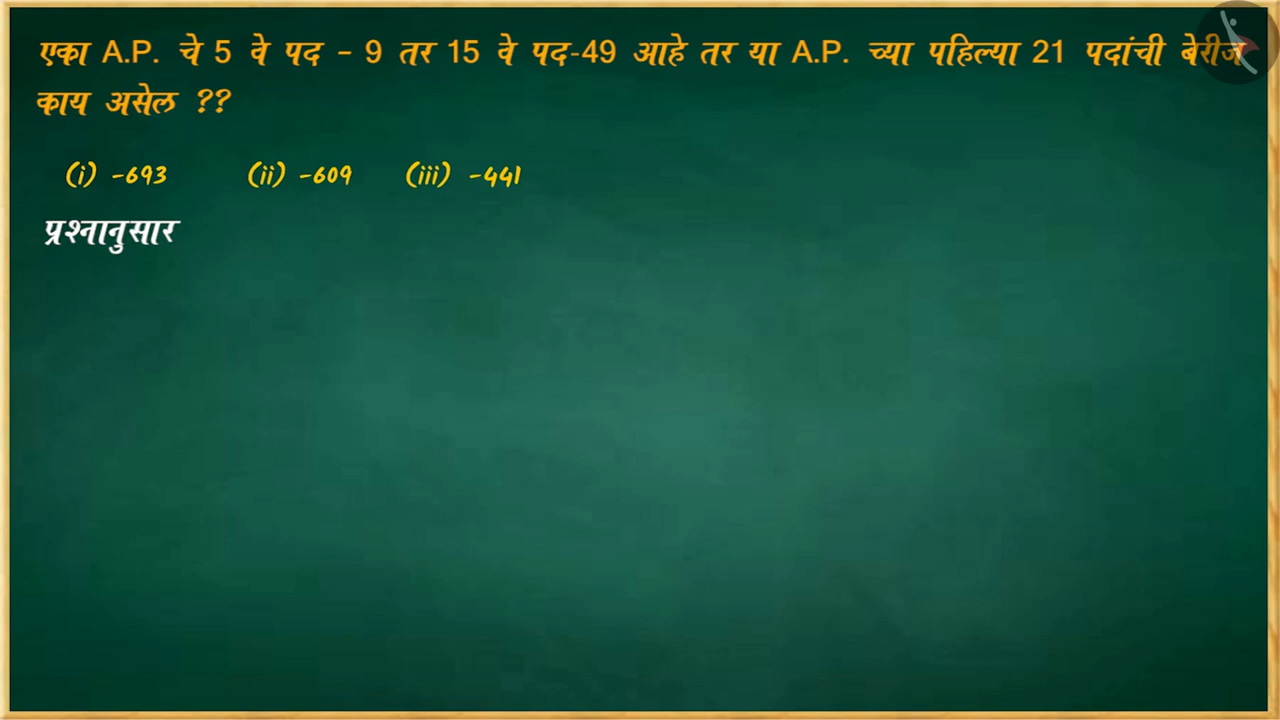 एका A.P. चे 5 वे पद - 9 तर 15 वे पद-49 आहे तर या A.P. च्या पहिल्या 21 पदांची बेरीज
काय असेल ??
(i) -693 (ii) -609 (iii) -441
प्रश्नानुसार